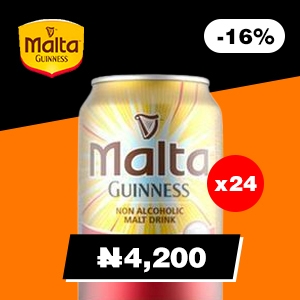 Malta
GUINNESS
-16%
Malta
GUINNESS
NON ALCOHOLIC
MALT DRINK
x24
₦4,200